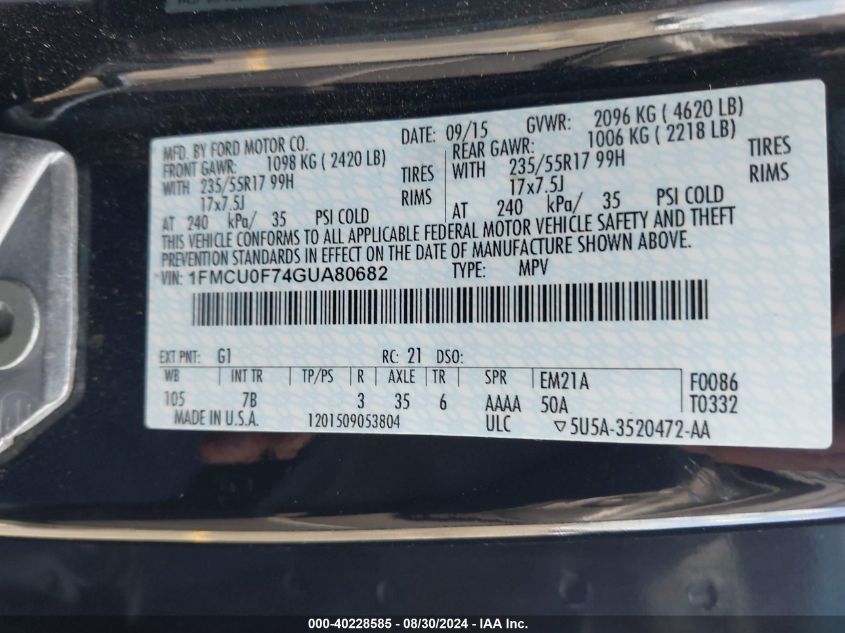 DATE: 09/15 GVWR: 2096 KG ( 4620 LB)
MFD. BY FORD MOTOR CO.
FRONT GAWR: 1098 KG ( 2420 LB) REAR GAWR: 1006 KG ( 2218 LB)
WITH 235/55R17 99H TIRES WITH 235/55R17 99H TIRES
17x7.5J RIMS 17x7.5J RIMS
AT 240 kPa/ 35 PSI COLD AT 240 kPa/ 35 PSI COLD
THIS VEHICLE CONFORMS TO ALL APPLICABLE FEDERAL MOTOR VEHICLE SAFETY AND THEFT
PREVENTION STANDARDS IN EFFECT ON THE DATE OF MANUFACTURE SHOWN ABOVE.
VIN: 1FMCU0F74GUA80682 TYPE: MPV
EXT PNT: G1 RC: 21 DSO:
WB INT TR TP/PS R AXLE TR SPR EM21A F0086
105 7B 3 35 6 AAAA 50A T0332
MADE IN U.S.A. 1201509053804 ULC ▽5U5A-3520472-AA
000-40228585 - 08/30/2024 - IAA Inc.